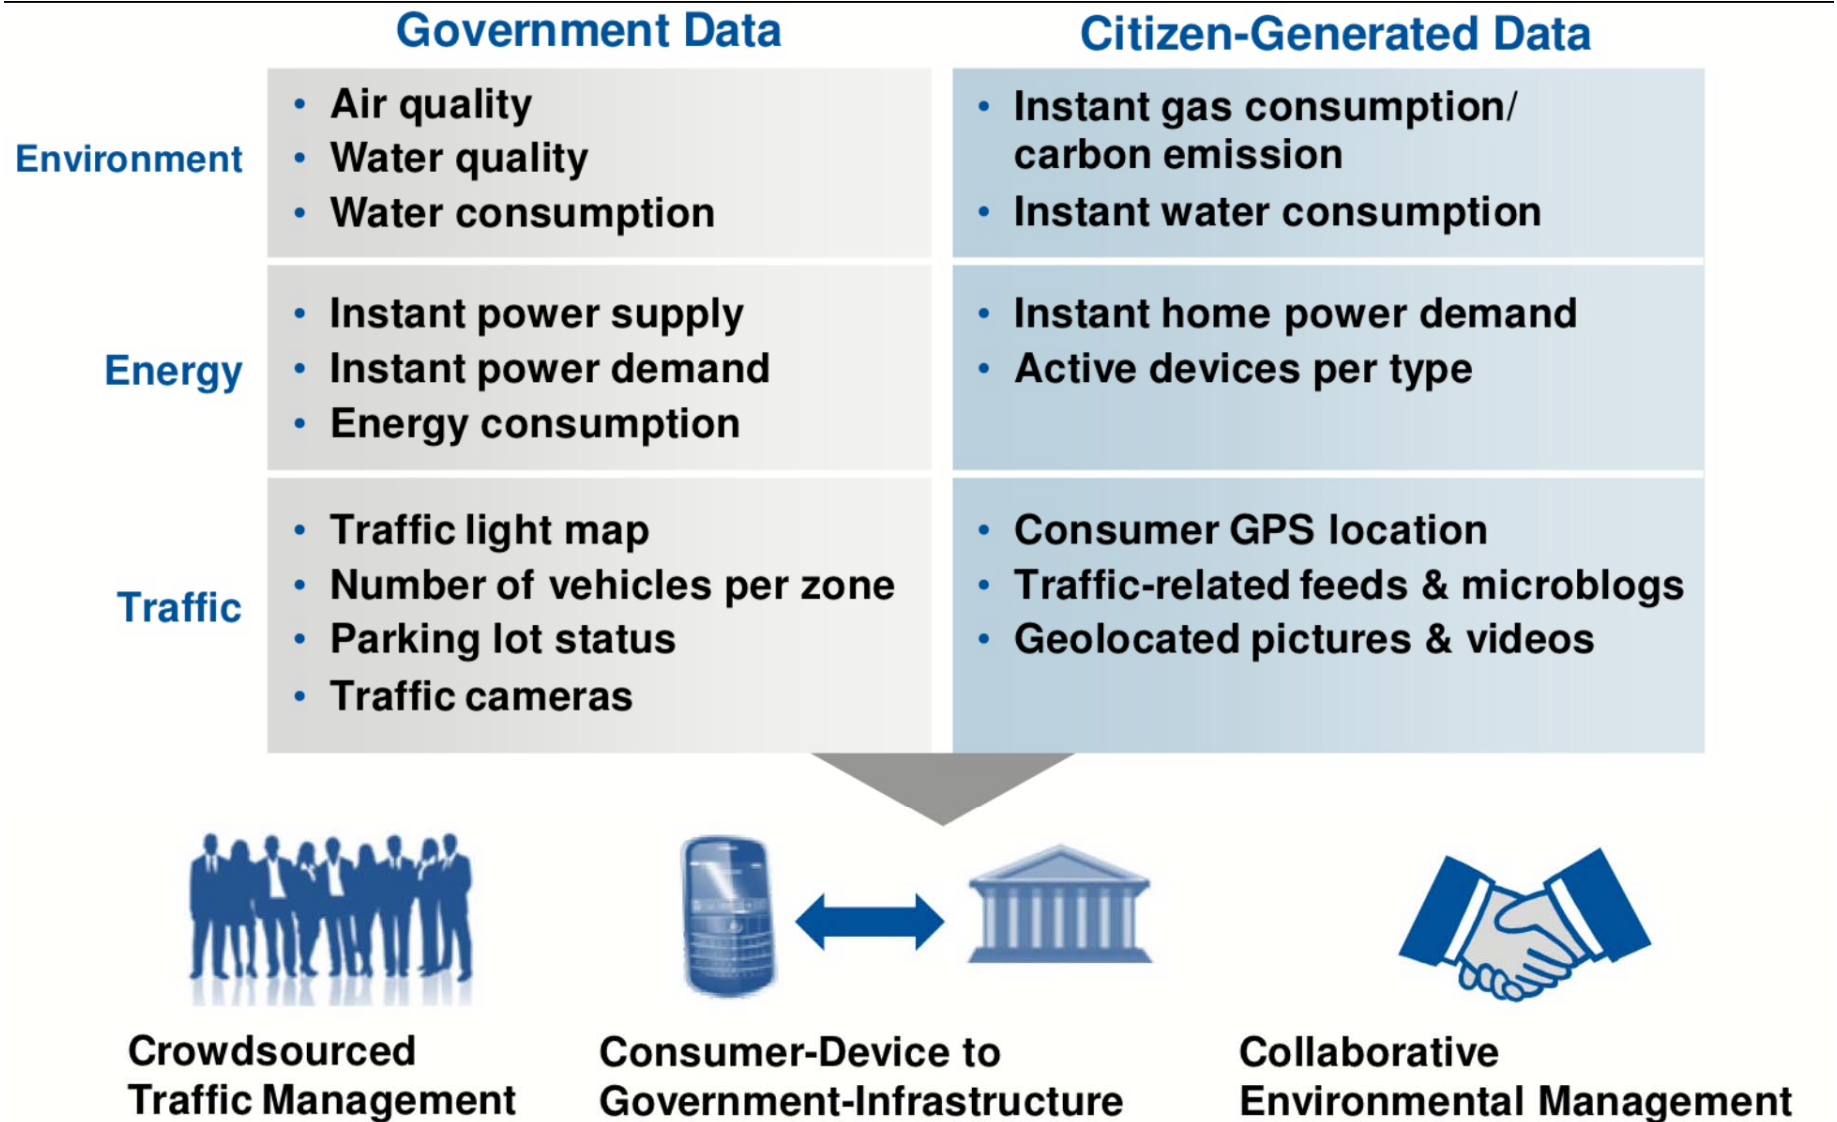 Government Data
Citizen-Generated Data
Environment
• Air quality
• Water quality
• Water consumption
• Instant gas consumption/
carbon emission
• Instant water consumption
Energy
• Instant power supply
• Instant power demand
• Energy consumption
• Instant home power demand
• Active devices per type
Traffic
• Traffic light map
• Number of vehicles per zone
• Parking lot status
• Traffic cameras
• Consumer GPS location
• Traffic-related feeds & microblogs
• Geolocated pictures & videos
Crowdsourced
Traffic Management
Consumer-Device to
Government-Infrastructure
Collaborative
Environmental Management